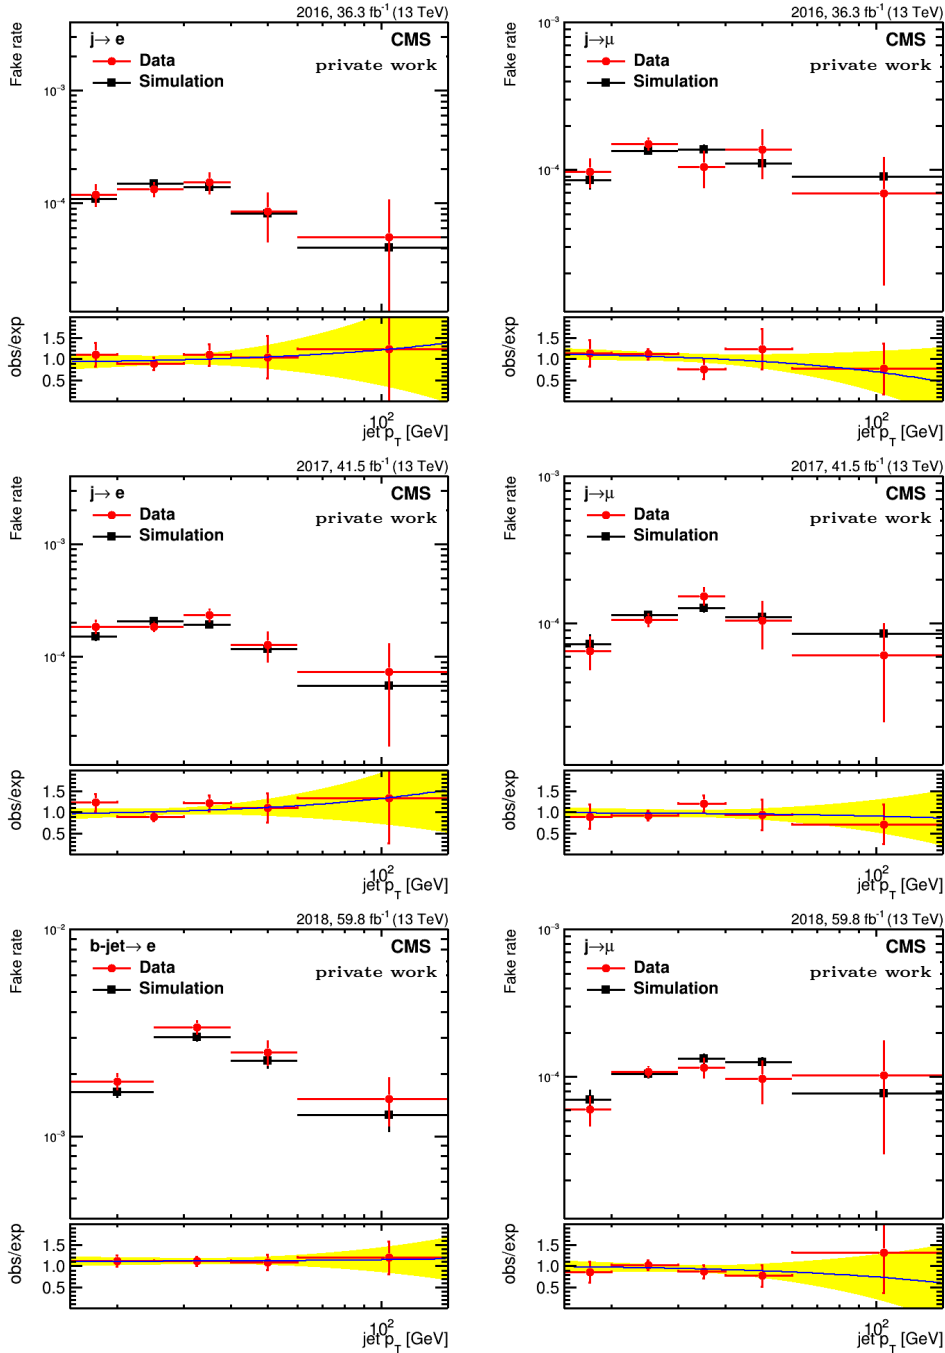 2016, 36.3 fb⁻¹ (13 TeV)
Fake rate
j→ e
CMS
Data
private work
Simulation
10⁻³
10⁻⁴
obs/exp
1.5
1.0
0.5
10²
jet p_T [GeV]
2016, 36.3 fb⁻¹ (13 TeV)
Fake rate
10⁻³
j→μ
CMS
Data
private work
Simulation
10⁻⁴
obs/exp
1.5
1.0
0.5
10²
jet p_T [GeV]
2017, 41.5 fb⁻¹ (13 TeV)
Fake rate
j→ e
CMS
Data
private work
Simulation
10⁻³
10⁻⁴
obs/exp
1.5
1.0
0.5
10²
jet p_T [GeV]
2017, 41.5 fb⁻¹ (13 TeV)
Fake rate
10⁻³
j→μ
CMS
Data
private work
Simulation
10⁻⁴
obs/exp
1.5
1.0
0.5
10²
jet p_T [GeV]
2018, 59.8 fb⁻¹ (13 TeV)
Fake rate
10⁻²
b-jet→ e
CMS
Data
private work
Simulation
10⁻³
obs/exp
1.5
1.0
0.5
10²
jet p_T [GeV]
2018, 59.8 fb⁻¹ (13 TeV)
Fake rate
10⁻³
j→μ
CMS
Data
private work
Simulation
10⁻⁴
obs/exp
1.5
1.0
0.5
10²
jet p_T [GeV]